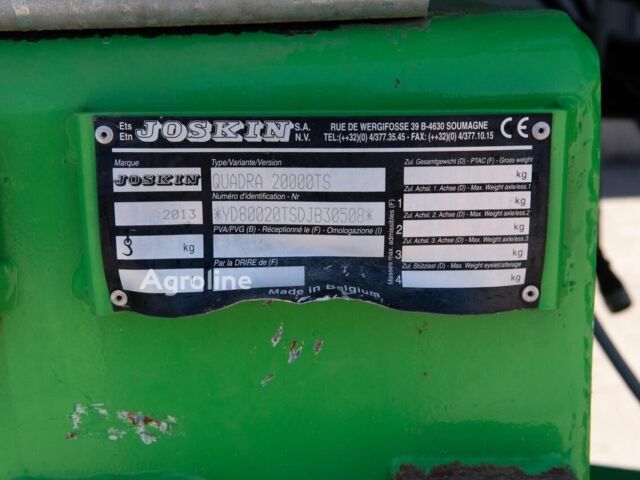 Ets
Etn JOSKIN S.A.
N.V.
RUE DE WERGIFOSSE 39 B-4630 SOUMAGNE
TEL:(++32)(0) 4/377.35.45 - FAX: (++32)(0) 4/377.10.15
CE
Marque
JOSKIN
2013
kg
Type/Variante/Version
QUADRA 20000TS
Numéro d'identification - Nr
*YD80020TSDJB30508*
PVA/PVG (B) - Réceptionné le (F) - Omologazione (I)
Par la DRIRE de (F)
Made in Belgium
Masses max. admissibles (F)
Zul. Gesamtgewicht (D) - PTAC (F) - Gross weight
kg
Zul. Achsl. 1 Achse (D) - Max. Weight axle/ess.1
1 kg
Zul. Achsl. 2 Achse (D) - Max. Weight axle/ess.2
2 kg
Zul. Achsl. 3 Achse (D) - Max. Weight axle/ess.3
3 kg
Zul. Stützlast (D) - Max. Weight eyelet/attelage
4 kg
Agroline